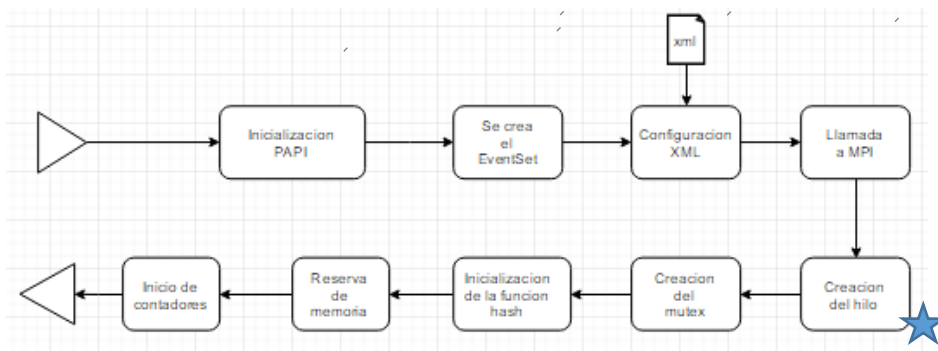 xml
Inicializacion
PAPI
Se crea
el
EventSet
Configuracion
XML
Llamada
a MPI
Inicio de
contadores
Reserva
de
memoria
Inicializacion
de la funcion
hash
Creacion
del
mutex
Creacion
del hilo